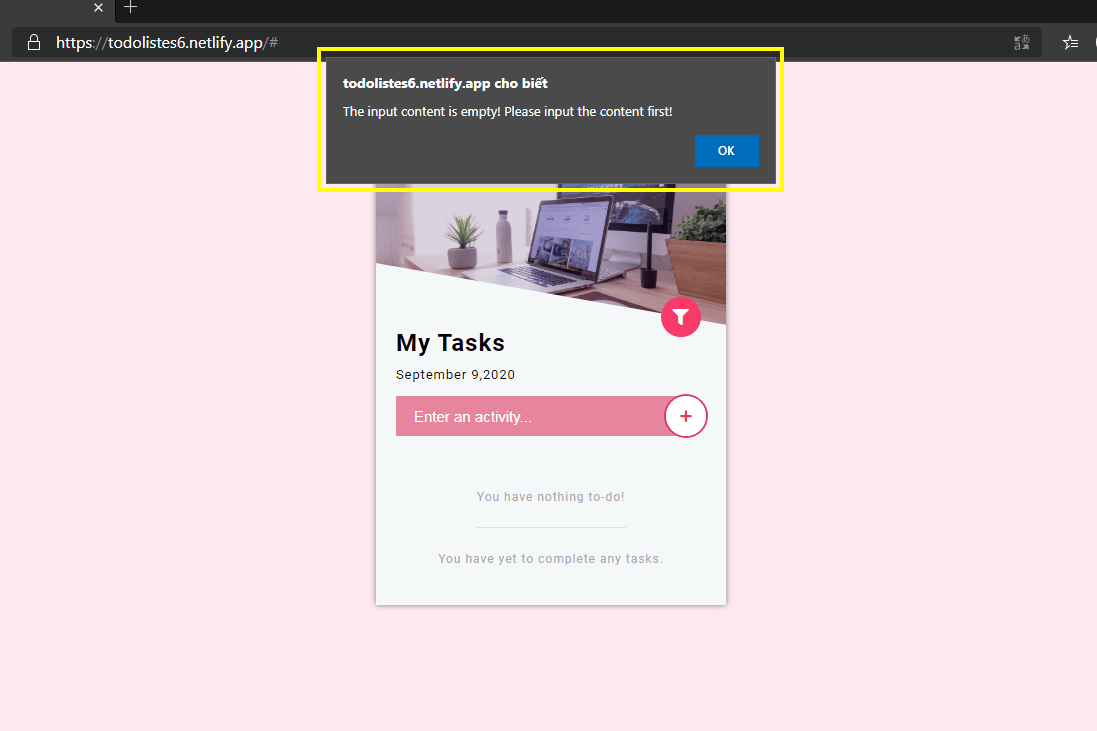 https://todolistes6.netlify.app/#
todolistes6.netlify.app cho biết
The input content is empty! Please input the content first!
OK
My Tasks
September 9,2020
Enter an activity...
+
You have nothing to-do!
You have yet to complete any tasks.